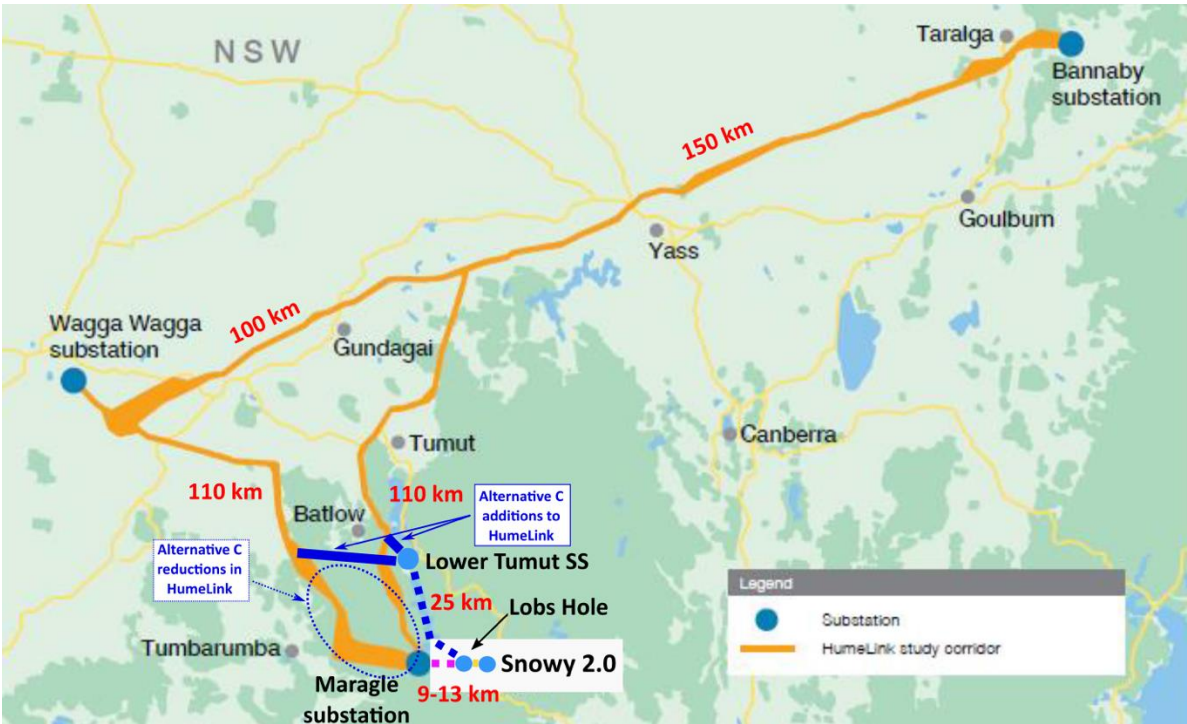 NSW
Taralga
Bannaby
substation
150 km
Goulburn
Yass
100 km
Wagga Wagga
substation
Gundagai
Tumut
Canberra
110 km
110 km
Batlow
Alternative C
additions to
HumeLink
Alternative C
reductions in
HumeLink
Lower Tumut SS
25 km
Lobs Hole
Tumbarumba
Snowy 2.0
9-13 km
Maragle
substation
Legend
Substation
HumeLink study corridor